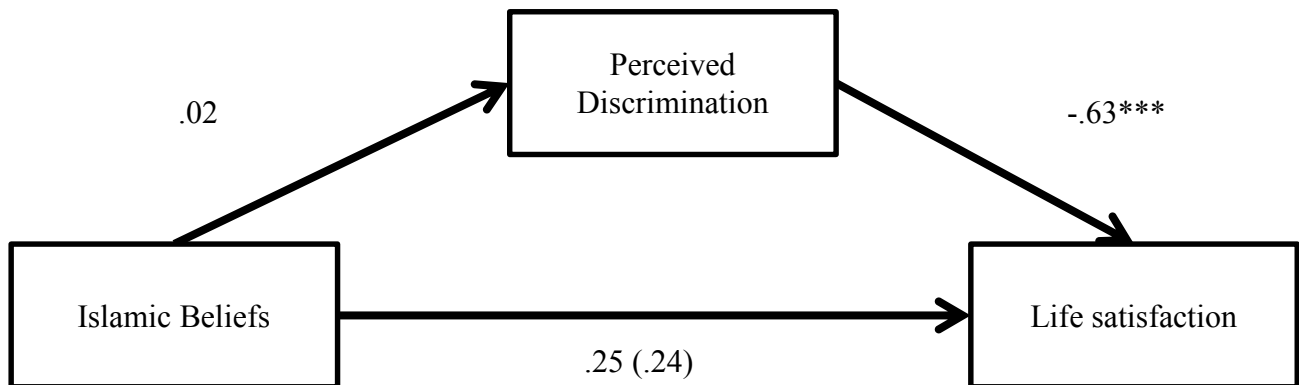 Perceived
Discrimination
.02
-.63***
Islamic Beliefs
Life satisfaction
.25 (.24)